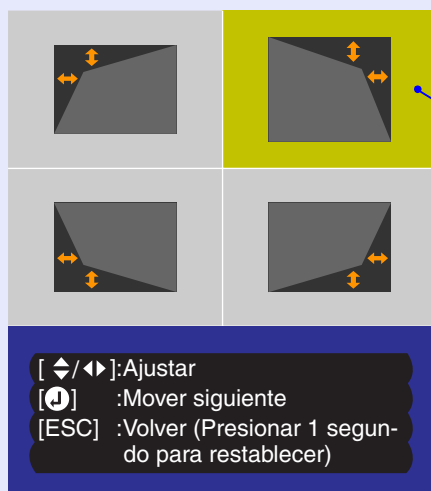 [ ⬍/⬌ ]:Ajustar
[⏎] :Mover siguiente
[ESC] :Volver (Presionar 1 segun-
do para restablecer)